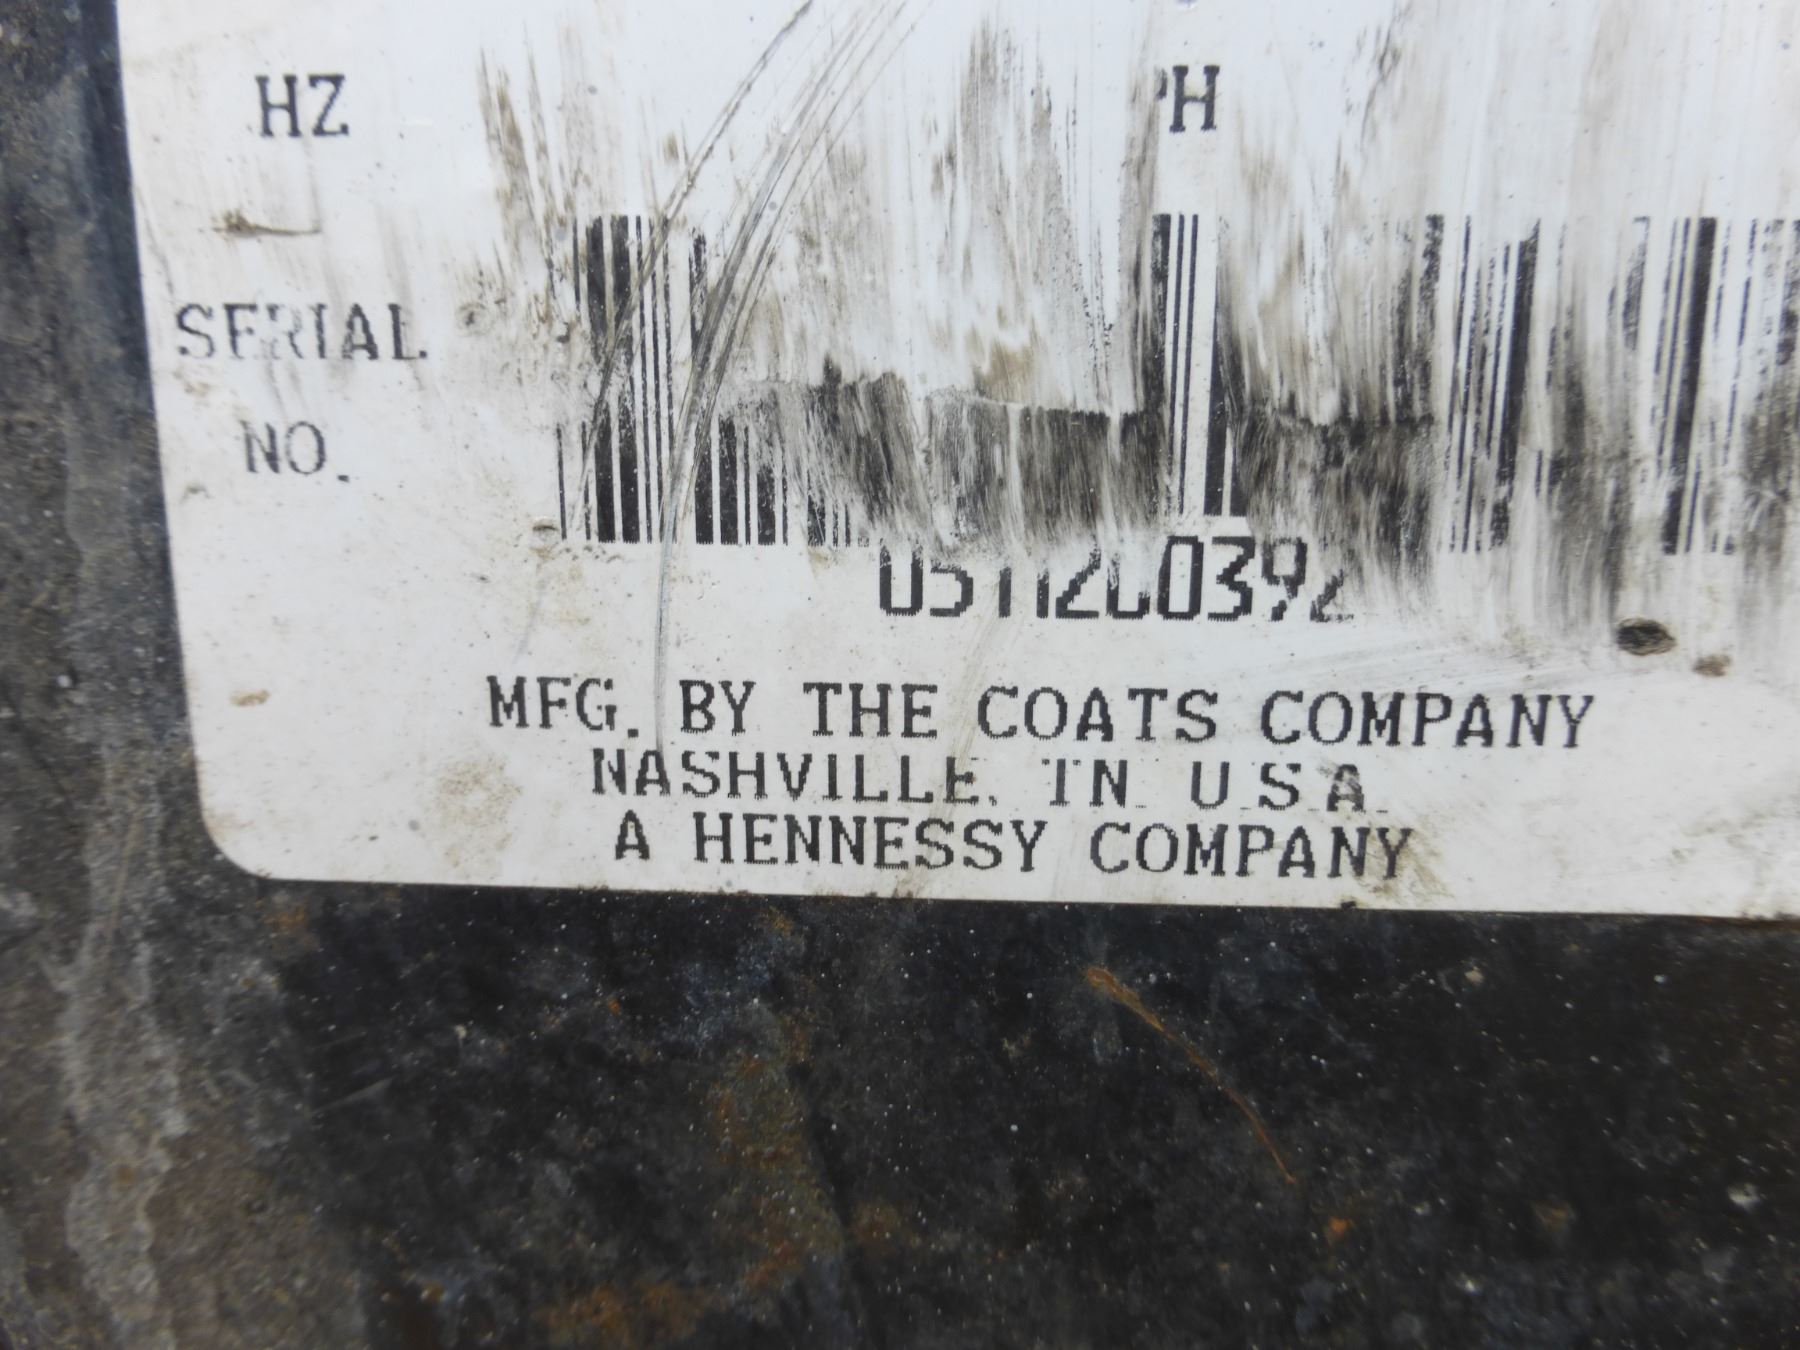 HZ PH
SERIAL
NO.
MFG. BY THE COATS COMPANY
NASHVILLE, TN. U.S.A.
A HENNESSY COMPANY